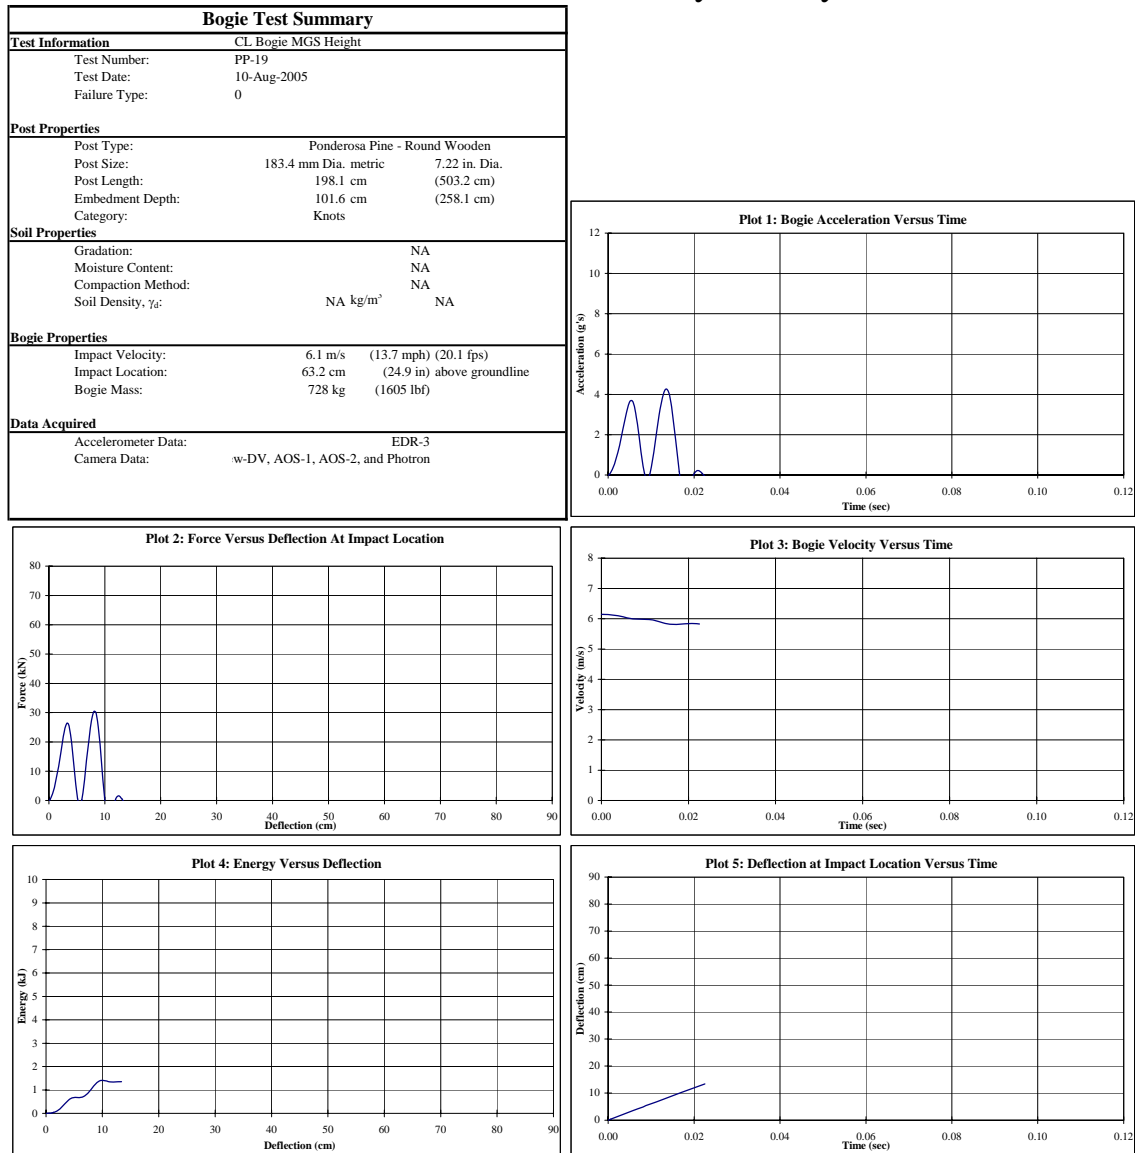 Bogie Test Summary
Test Information CL Bogie MGS Height
Test Number: PP-19
Test Date: 10-Aug-2005
Failure Type: 0
Post Properties
Post Type: Ponderosa Pine - Round Wooden
Post Size: 183.4 mm Dia. metric 7.22 in. Dia.
Post Length: 198.1 cm (503.2 cm)
Embedment Depth: 101.6 cm (258.1 cm)
Category: Knots
Soil Properties
Gradation: NA
Moisture Content: NA
Compaction Method: NA
Soil Density, γd: NA kg/m³ NA
Bogie Properties
Impact Velocity: 6.1 m/s (13.7 mph) (20.1 fps)
Impact Location: 63.2 cm (24.9 in) above groundline
Bogie Mass: 728 kg (1605 lbf)
Data Acquired
Accelerometer Data: EDR-3
Camera Data: w-DV, AOS-1, AOS-2, and Photron
Plot 1: Bogie Acceleration Versus Time
12
10
8
6
4
2
0
Acceleration (g's)
0.00 0.02 0.04 0.06 0.08 0.10 0.12
Time (sec)
Plot 2: Force Versus Deflection At Impact Location
80
70
60
50
40
30
20
10
0
Force (kN)
0 10 20 30 40 50 60 70 80 90
Deflection (cm)
Plot 3: Bogie Velocity Versus Time
8
7
6
5
4
3
2
1
0
Velocity (m/s)
0.00 0.02 0.04 0.06 0.08 0.10 0.12
Time (sec)
Plot 4: Energy Versus Deflection
10
9
8
7
6
5
4
3
2
1
0
Energy (kJ)
0 10 20 30 40 50 60 70 80 90
Deflection (cm)
Plot 5: Deflection at Impact Location Versus Time
90
80
70
60
50
40
30
20
10
0
Deflection (cm)
0.00 0.02 0.04 0.06 0.08 0.10 0.12
Time (sec)